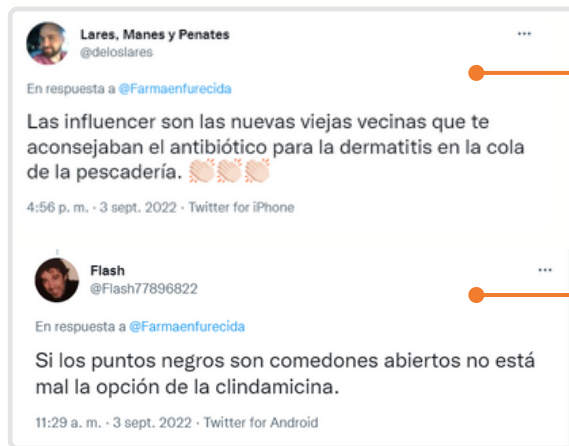 Lares, Manes y Penates
@deloslares
En respuesta a @Farmaenfurecida
Las influencer son las nuevas viejas vecinas que te
aconsejaban el antibiótico para la dermatitis en la cola
de la pescadería. 👏🏻👏🏻👏🏻
4:56 p. m. · 3 sept. 2022 · Twitter for iPhone
Flash
@Flash77896822
En respuesta a @Farmaenfurecida
Si los puntos negros son comedones abiertos no está
mal la opción de la clindamicina.
11:29 a. m. · 3 sept. 2022 · Twitter for Android